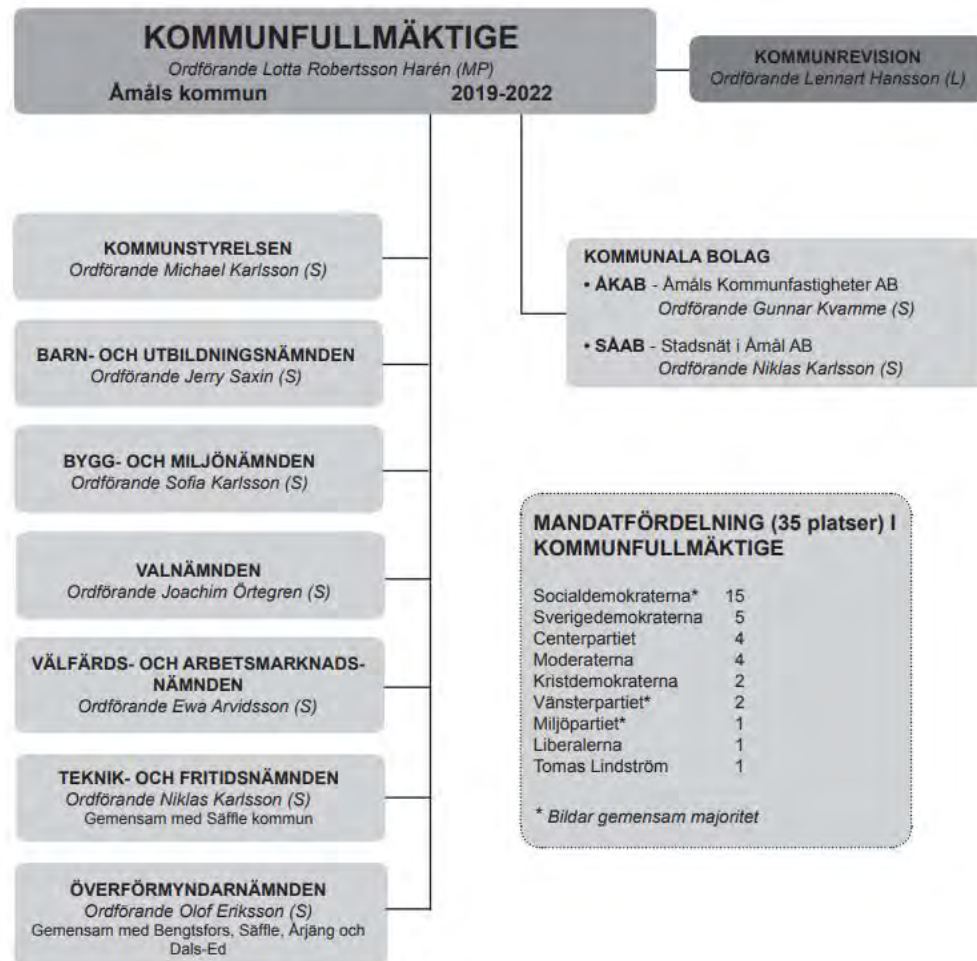 KOMMUNFULLMÄKTIGE
Ordförande Lotta Robertsson Harén (MP)
Åmåls kommun 2019-2022
KOMMUNREVISION
Ordförande Lennart Hansson (L)
KOMMUNSTYRELSEN
Ordförande Michael Karlsson (S)
BARN- OCH UTBILDNINGSNÄMNDEN
Ordförande Jerry Saxin (S)
BYGG- OCH MILJÖNÄMNDEN
Ordförande Sofia Karlsson (S)
VALNÄMNDEN
Ordförande Joachim Örtegren (S)
VÄLFÄRDS- OCH ARBETSMARKNADS-
NÄMNDEN
Ordförande Ewa Arvidsson (S)
TEKNIK- OCH FRITIDSNÄMNDEN
Ordförande Niklas Karlsson (S)
Gemensam med Säffle kommun
ÖVERFÖRMYNDARNÄMNDEN
Ordförande Olof Eriksson (S)
Gemensam med Bengtsfors, Säffle, Årjäng och
Dals-Ed
KOMMUNALA BOLAG
• ÅKAB - Åmåls Kommunfastigheter AB
Ordförande Gunnar Kvamme (S)
• SÅAB - Stadsnät i Åmål AB
Ordförande Niklas Karlsson (S)
MANDATFÖRDELNING (35 platser) I
KOMMUNFULLMÄKTIGE
Socialdemokraterna* 15
Sverigedemokraterna 5
Centerpartiet 4
Moderaterna 4
Kristdemokraterna 2
Vänsterpartiet* 2
Miljöpartiet* 1
Liberalerna 1
Tomas Lindström 1
* Bildar gemensam majoritet